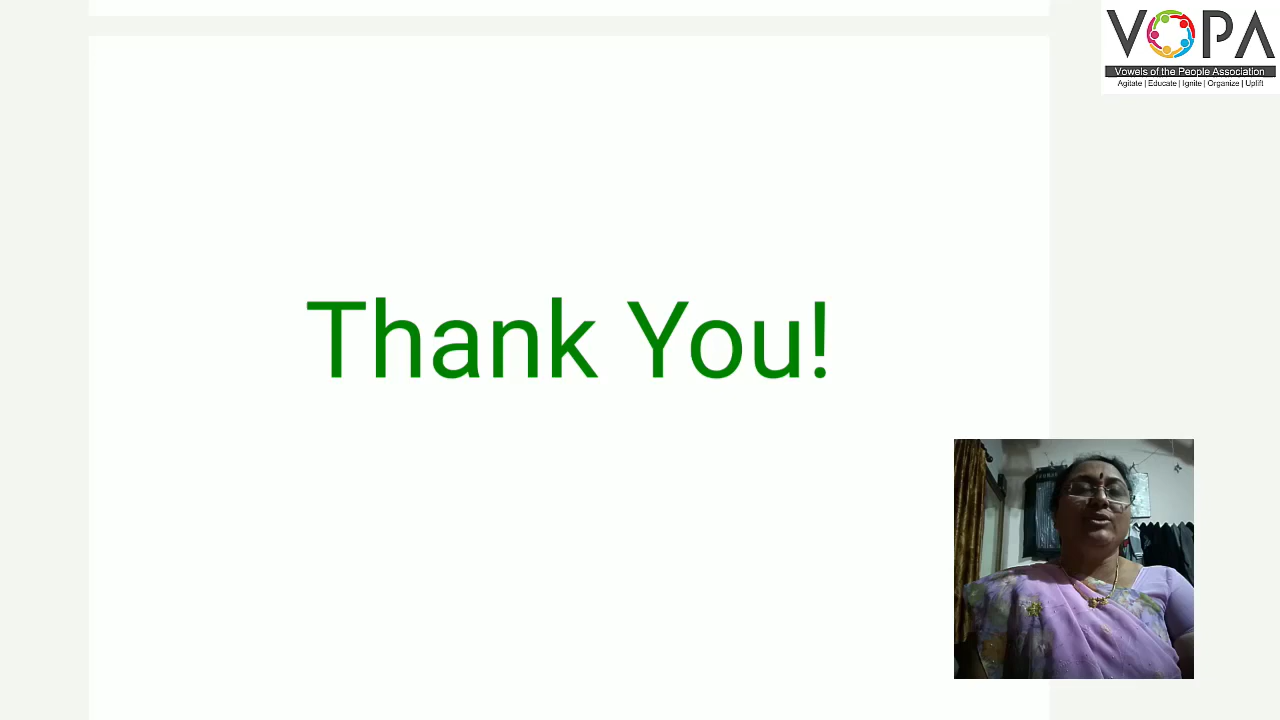 VOPA
Vowels of the People Association
Agitate | Educate | Ignite | Organize | Uplift
Thank You!